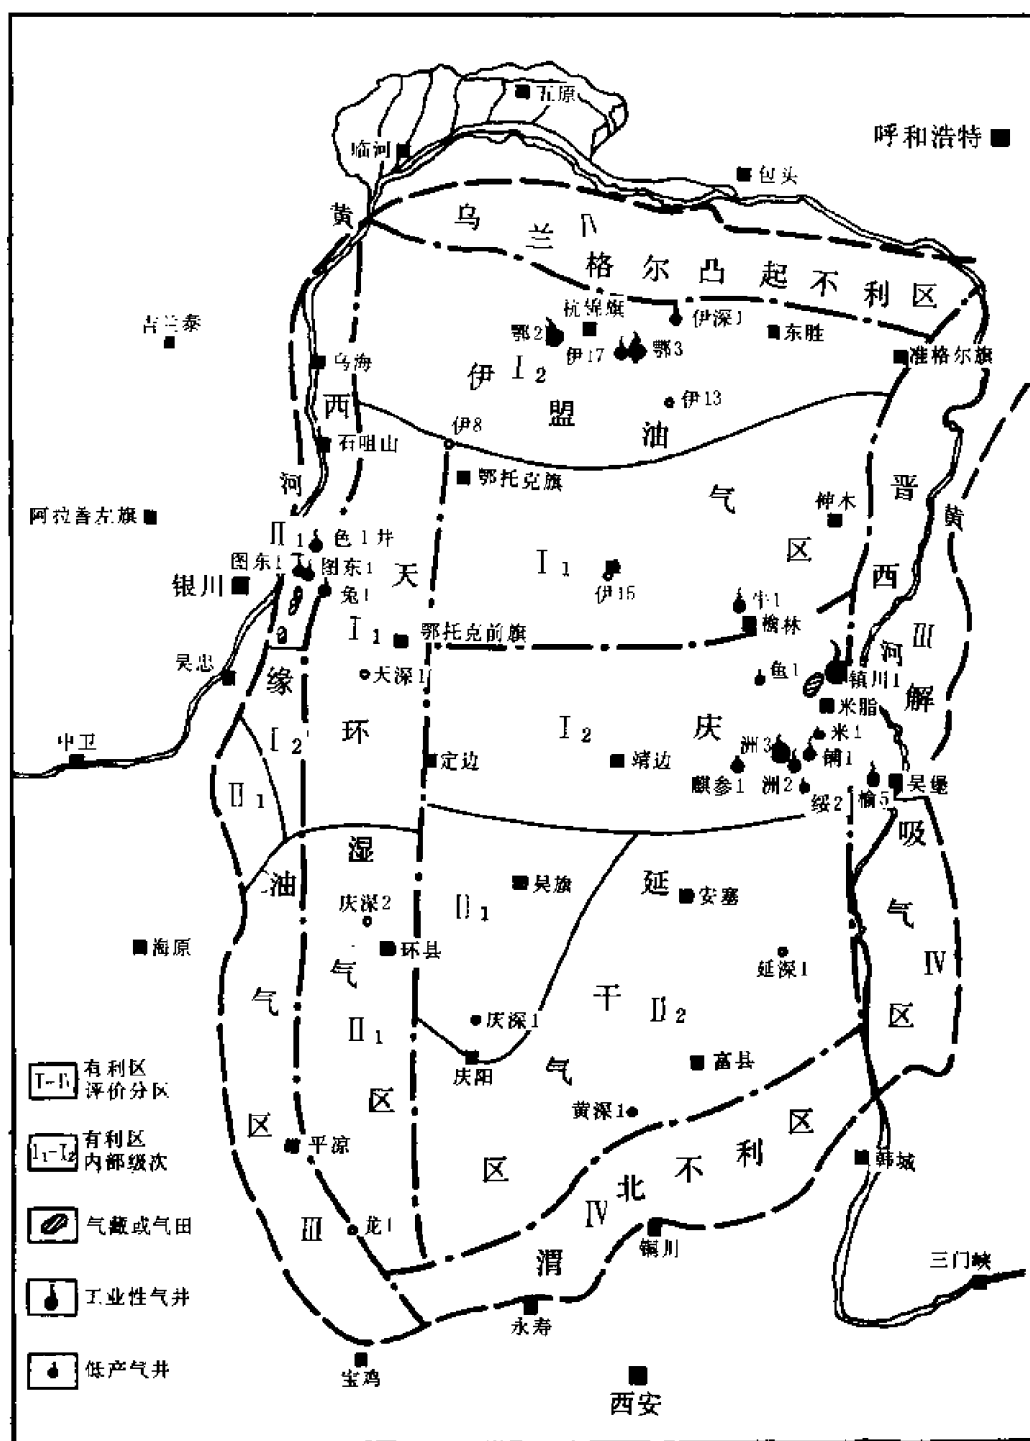 五原
呼和浩特
临河
包头
黄
乌兰
Ⅳ
格尔凸起不利区
杭锦旗
伊深1
吉兰泰
鄂2
东胜
伊17
鄂3
准格尔旗
乌海
伊
Ⅰ2
西
盟
油
伊13
伊8
石咀山
鄂托克旗
河
气
晋
阿拉善左旗
神木
黄
Ⅱ1
色1井
区
图东1
图东1
天
Ⅰ1
西
银川
兔1
伊15
牛1
Ⅲ
榆林
Ⅰ1
鄂托克前旗
河
吴忠
缘
天深1
鱼1
镇川1
解
米脂
中卫
Ⅰ2
环
Ⅰ2
庆
米1
定边
靖边
洲3
铺1
Ⅱ1
麒参1
洲2
绥2
榆5
吴堡
湿
吸
油
吴旗
延
庆深2
Ⅱ1
安塞
气
海原
气
环县
延深1
Ⅳ
气
干
区
Ⅱ1
庆深1
Ⅱ2
有利区
评价分区
庆阳
气
富县
区
区
黄深1
区
Ⅰ1-Ⅰ2
有利区
内部级次
平凉
区
不利
韩城
北
气藏或气田
Ⅲ
龙1
Ⅳ
铜川
渭
三门峡
工业性气井
永寿
低产气井
宝鸡
西安